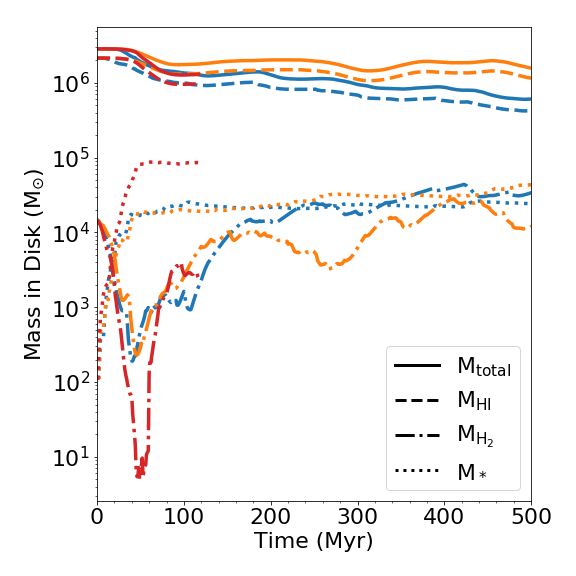 Mass in Disk (M⊙)
10⁶
10⁵
10⁴
10³
10²
10¹
0 100 200 300 400 500
Time (Myr)
M_total
M_HI
M_H₂
M_*